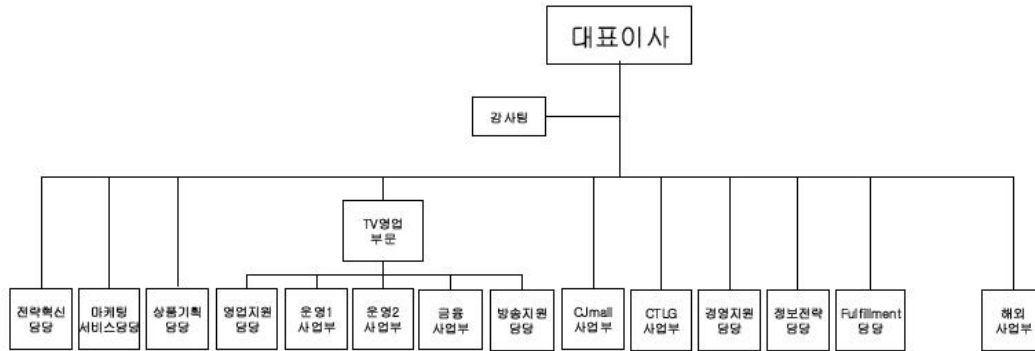 대표이사
감사팀
TV영업
부문
전략혁신
담당
마케팅
서비스담당
상품기획
담당
영업지원
담당
운영1
사업부
운영2
사업부
금융
사업부
방송지원
담당
CJmall
사업부
CTLG
사업부
경영지원
담당
정보전략
담당
Fulfillment
담당
해외
사업부